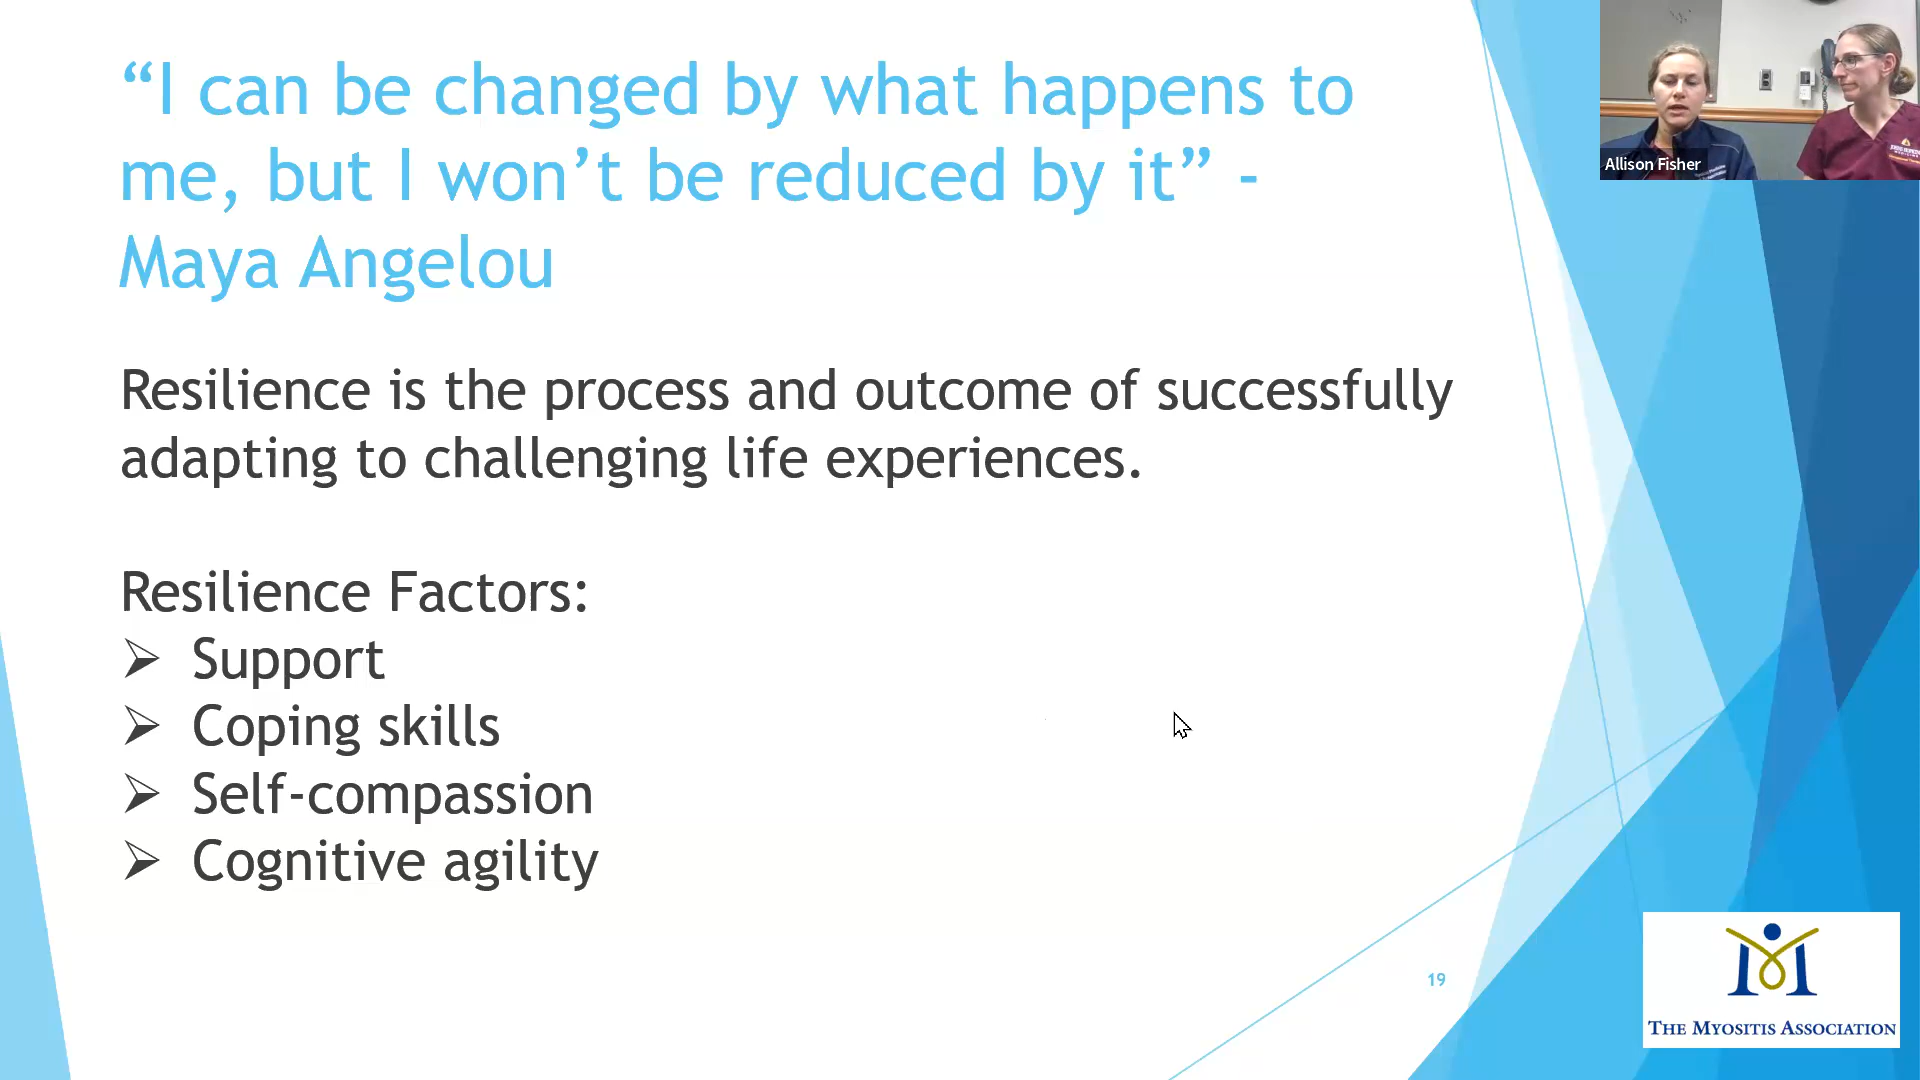 “I can be changed by what happens to
me, but I won’t be reduced by it” -
Maya Angelou
Allison Fisher
Resilience is the process and outcome of successfully
adapting to challenging life experiences.
Resilience Factors:
➢ Support
➢ Coping skills
➢ Self-compassion
➢ Cognitive agility
19
THE MYOSITIS ASSOCIATION